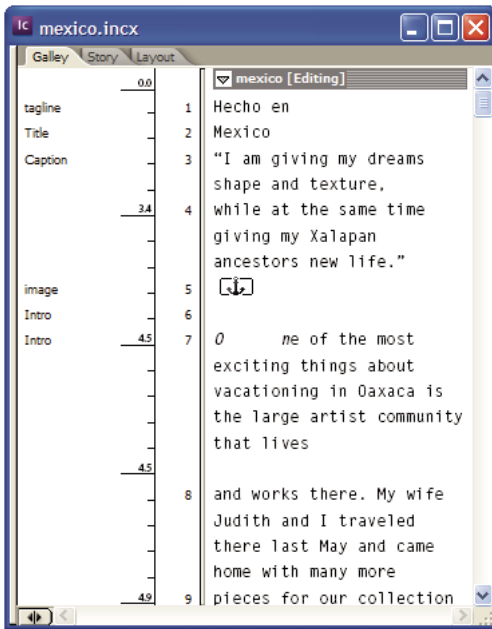 Ic mexico.incx
Galley Story Layout
0.0 mexico [Editing]
tagline 1 Hecho en
Title 2 Mexico
Caption 3 “I am giving my dreams
shape and texture,
3.4 4 while at the same time
giving my Xalapan
ancestors new life.”
image 5
Intro 6
Intro 4.5 7 O ne of the most
exciting things about
vacationing in Oaxaca is
the large artist community
that lives
4.5
8 and works there. My wife
Judith and I traveled
there last May and came
home with many more
4.9 9 pieces for our collection